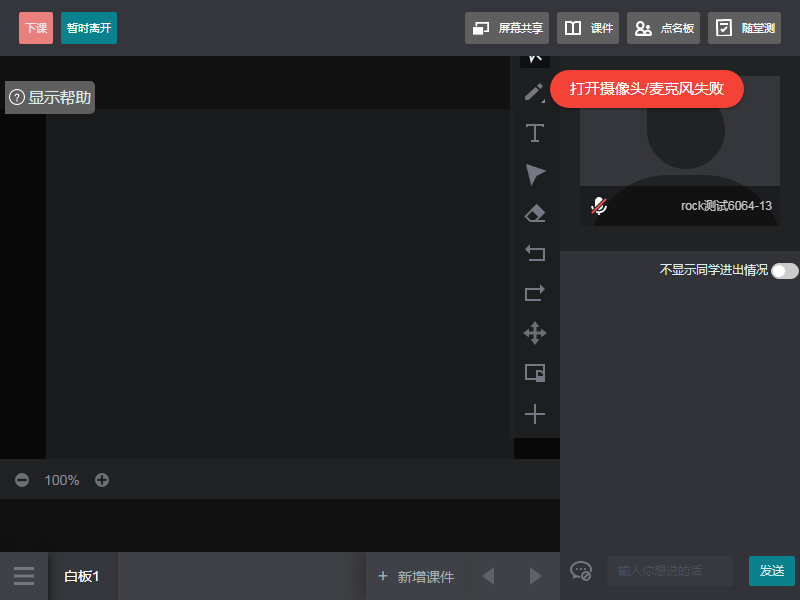 下课
暂时离开
屏幕共享
课件
点名板
随堂测
显示帮助
打开摄像头/麦克风失败
rock测试6064-13
不显示同学进出情况
100%
白板1
+ 新增课件
输入你想说的话
发送